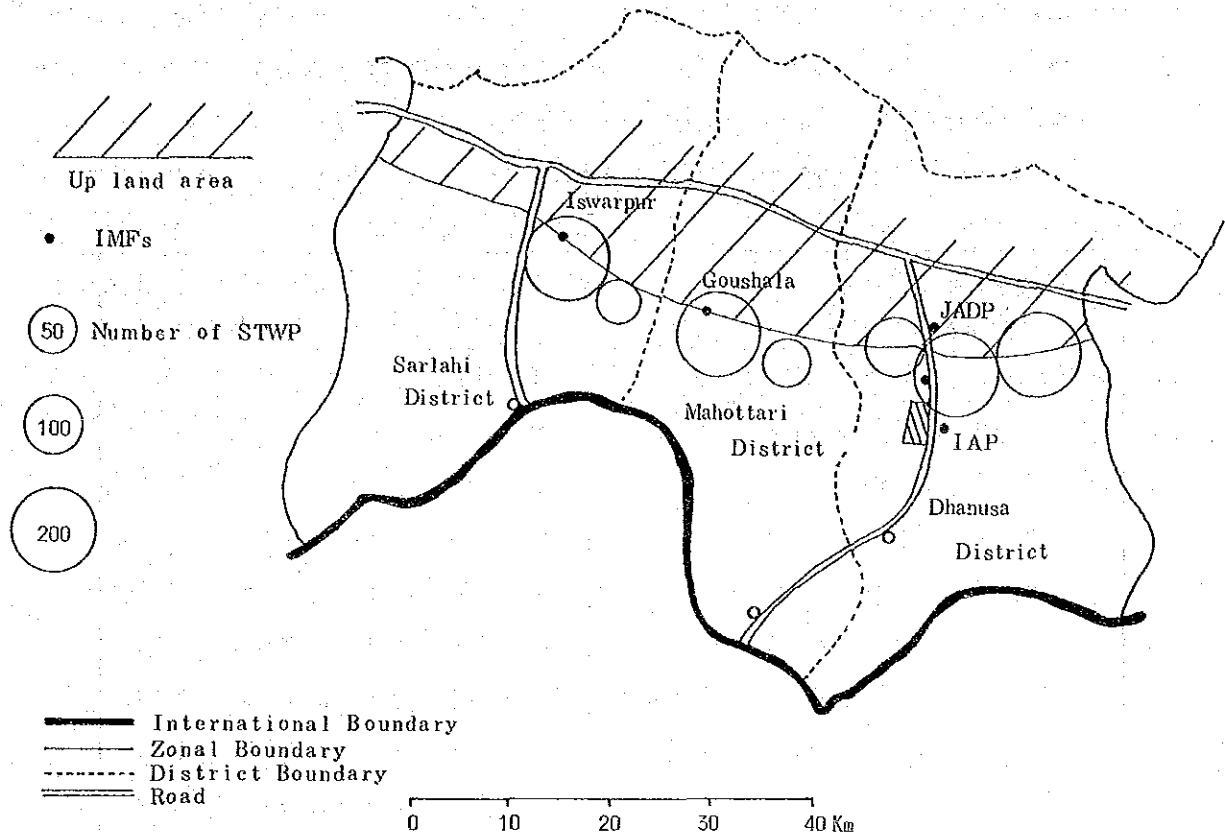 Up land area
IMFs
50 Number of STWP
100
200
Iswarpur
Goushala
JADP
Sarlahi
District
Mahottari
District
IAP
Dhanusa
District
International Boundary
Zonal Boundary
District Boundary
Road
0 10 20 30 40 Km